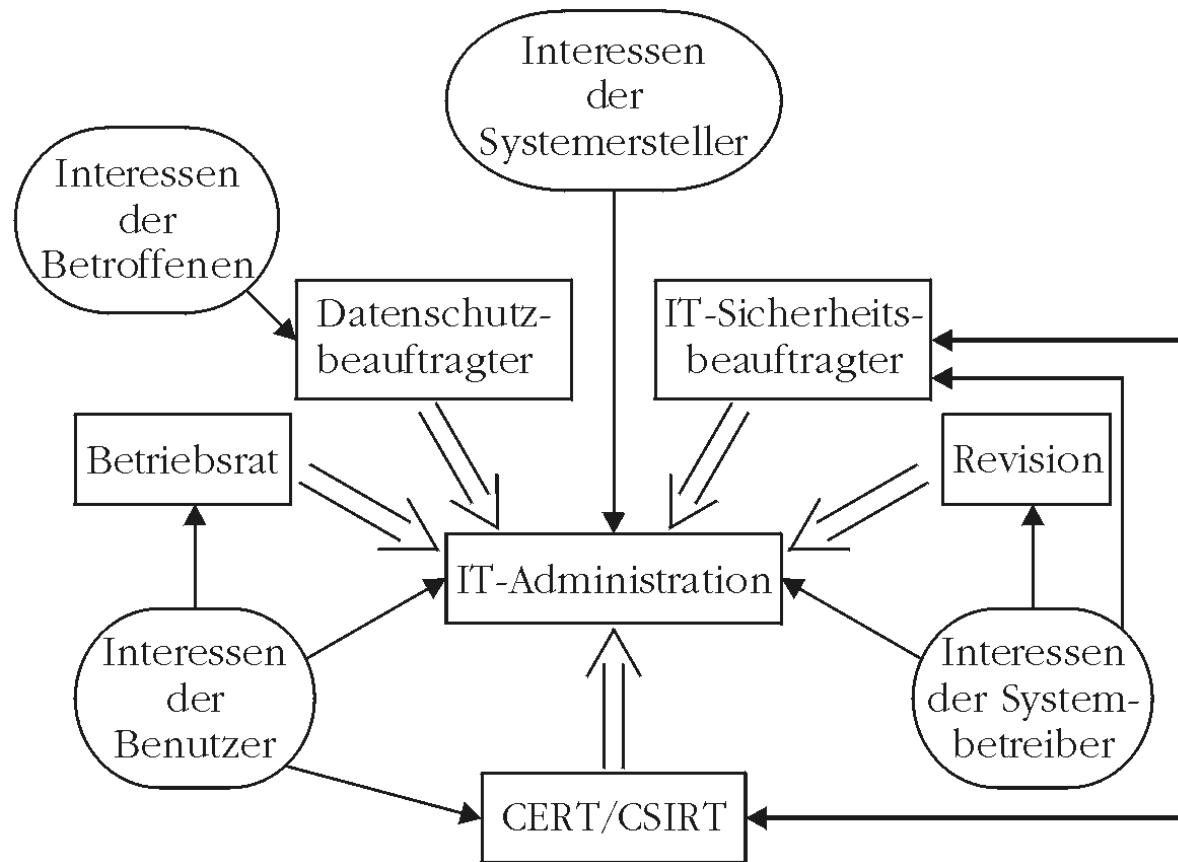 Interessen
der
Systemersteller
Interessen
der
Betroffenen
Datenschutz-
beauftragter
IT-Sicherheits-
beauftragter
Betriebsrat
Revision
IT-Administration
Interessen
der
Benutzer
Interessen
der System-
betreiber
CERT/CSIRT